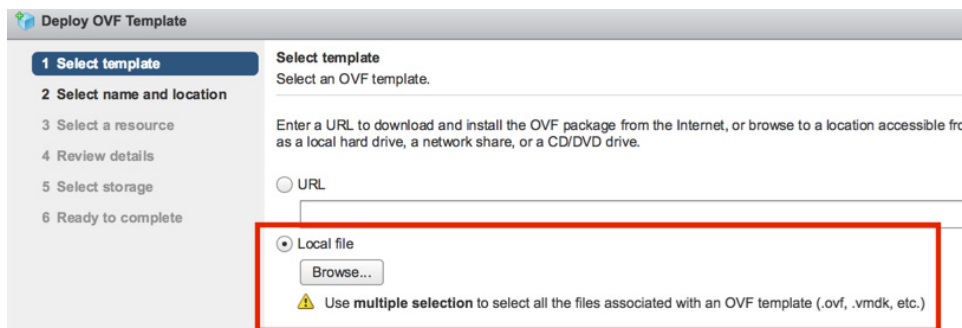 Deploy OVF Template
1 Select template
2 Select name and location
3 Select a resource
4 Review details
5 Select storage
6 Ready to complete
Select template
Select an OVF template.
Enter a URL to download and install the OVF package from the Internet, or browse to a location accessible
as a local hard drive, a network share, or a CD/DVD drive.
URL
Local file
Browse...
Use multiple selection to select all the files associated with an OVF template (.ovf, .vmdk, etc.)